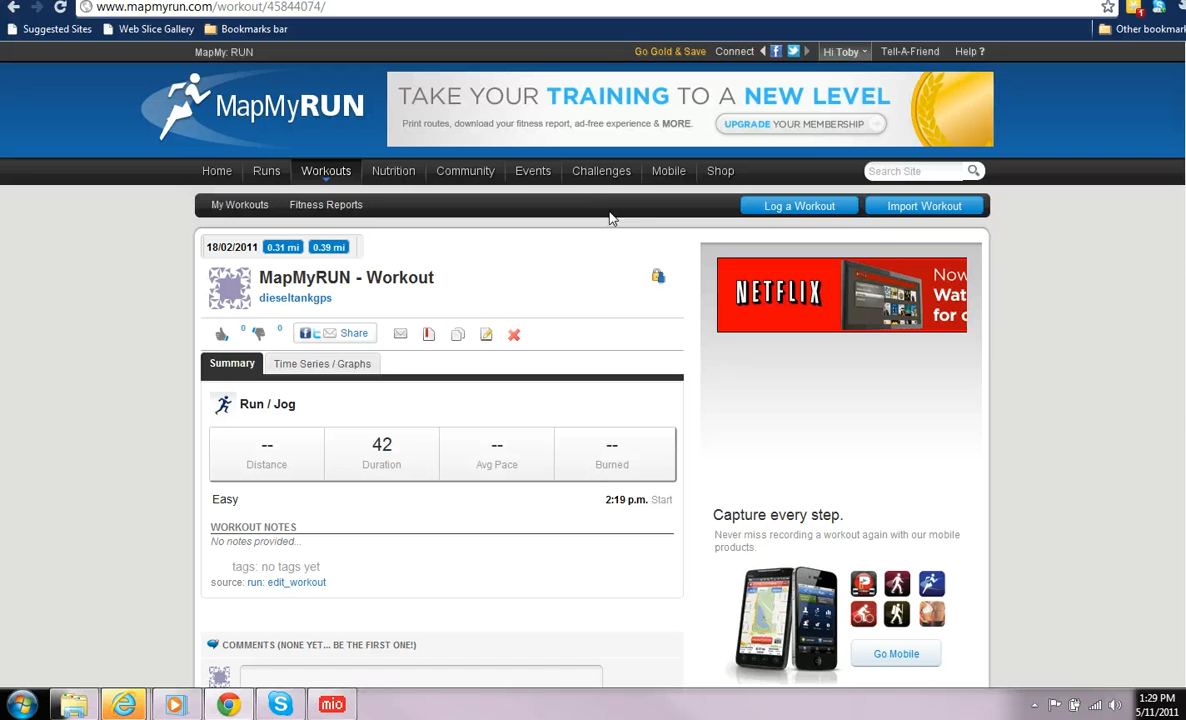 www.mapmyrun.com/workout/45844074/
Suggested Sites Web Slice Gallery Bookmarks bar Other bookmar
MapMy: RUN Go Gold & Save Connect Hi Toby Tell-A-Friend Help ?
MapMyRUN
TAKE YOUR TRAINING TO A NEW LEVEL
Print routes, download your fitness report, ad-free experience & MORE. UPGRADE YOUR MEMBERSHIP
Home Runs Workouts Nutrition Community Events Challenges Mobile Shop Search Site
My Workouts Fitness Reports Log a Workout Import Workout
18/02/2011 0.31 mi 0.39 mi
MapMyRUN - Workout
dieseltankgps
0 0 Share
Summary Time Series / Graphs
Run / Jog
-- 42 -- --
Distance Duration Avg Pace Burned
Easy 2:19 p.m. Start
WORKOUT NOTES
No notes provided...
tags: no tags yet
source: run: edit_workout
COMMENTS (NONE YET... BE THE FIRST ONE!)
NETFLIX
Now
Wat
for c
Capture every step.
Never miss recording a workout again with our mobile
products.
Go Mobile
mio
1:29 PM
5/11/2011